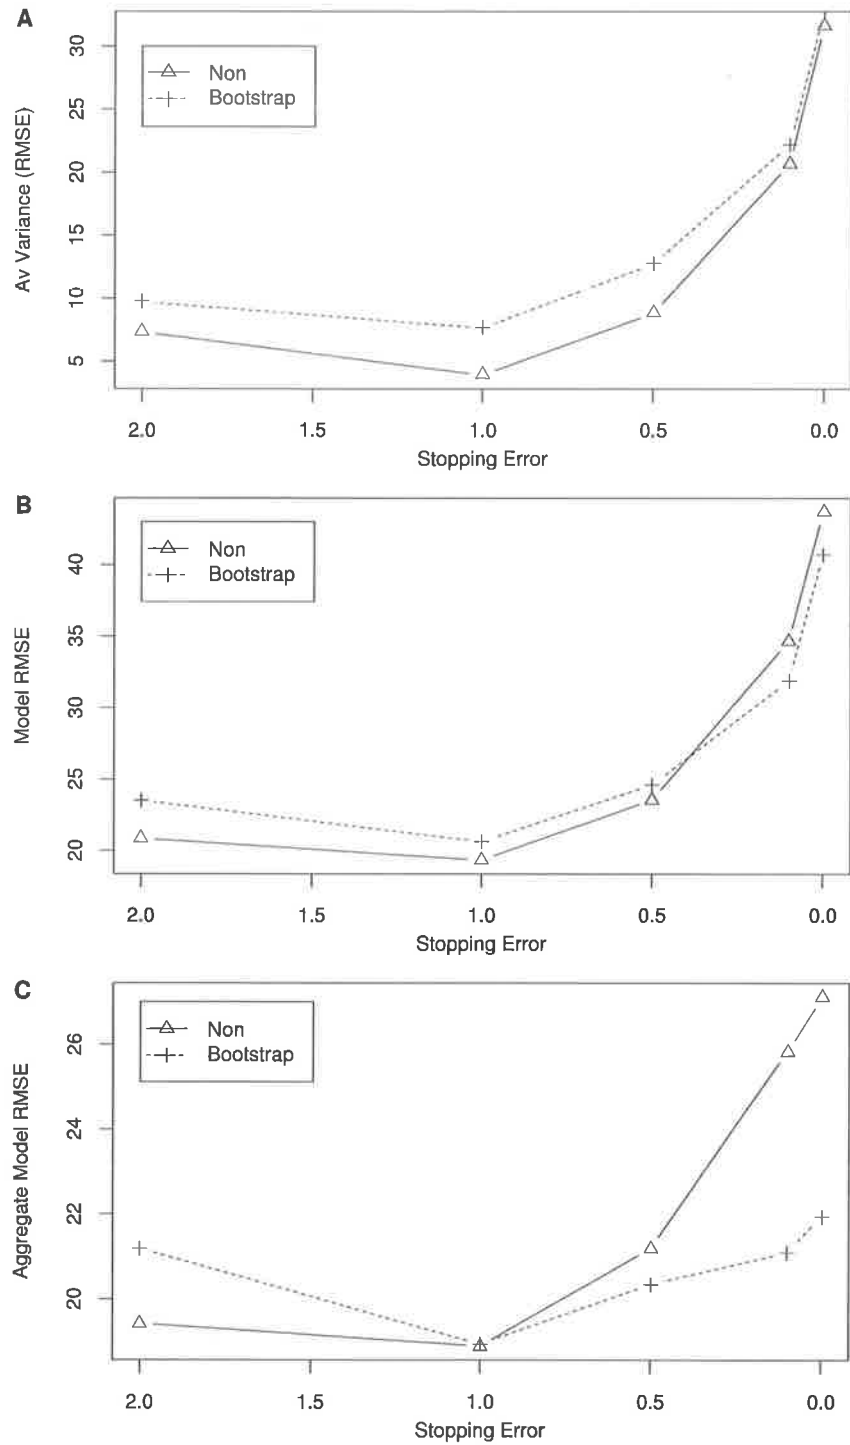 A
Av Variance (RMSE)
30
25
20
15
10
5
Non
Bootstrap
2.0 1.5 1.0 0.5 0.0
Stopping Error
B
Model RMSE
40
35
30
25
20
Non
Bootstrap
2.0 1.5 1.0 0.5 0.0
Stopping Error
C
Aggregate Model RMSE
26
24
22
20
Non
Bootstrap
2.0 1.5 1.0 0.5 0.0
Stopping Error